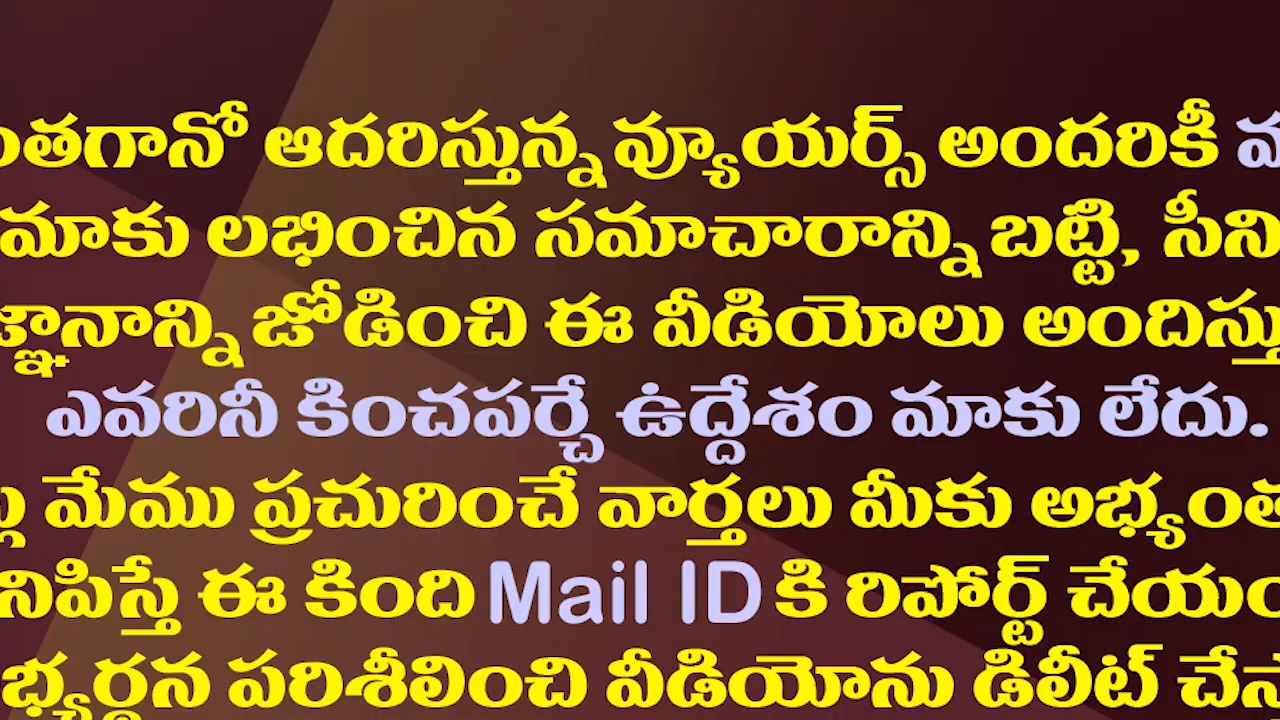 ఆదరిస్తున్న వ్యూయర్స్ అందరికీ
మాకు లభించిన సమాచారాన్ని బట్టి,
జోడించి ఈ వీడియోలు
ఎవరినీ కించపర్చే ఉద్దేశం మాకు లేదు.
మేము ప్రచురించే వార్తలు మీకు
ఈ కింది Mail ID కి రిపోర్ట్
పరిశీలించి వీడియోను డిలీట్